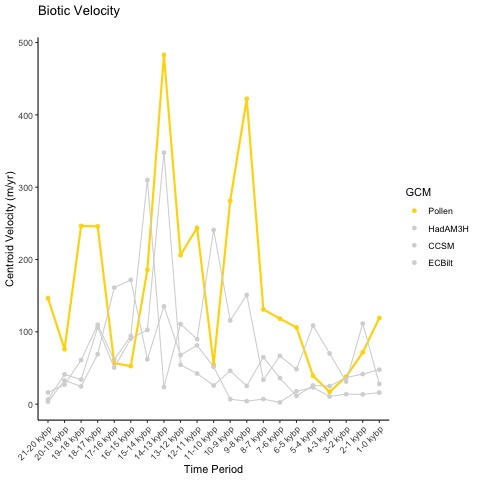 Biotic Velocity
Centroid Velocity (m/yr)
500
400
300
200
100
0
21-20 kybp
20-19 kybp
19-18 kybp
18-17 kybp
17-16 kybp
16-15 kybp
15-14 kybp
14-13 kybp
13-12 kybp
12-11 kybp
11-10 kybp
10-9 kybp
9-8 kybp
8-7 kybp
7-6 kybp
6-5 kybp
5-4 kybp
4-3 kybp
3-2 kybp
2-1 kybp
1-0 kybp
Time Period
GCM
Pollen
HadAM3H
CCSM
ECBilt